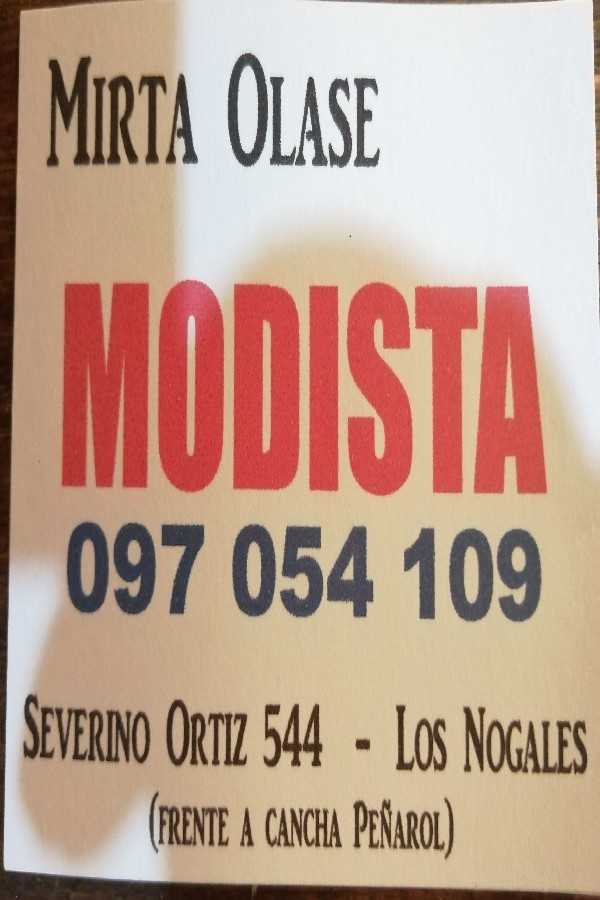 MIRTA OLASE
MODISTA
097 054 109
SEVERINO ORTIZ 544 - LOS NOGALES
(FRENTE A CANCHA PEÑAROL)